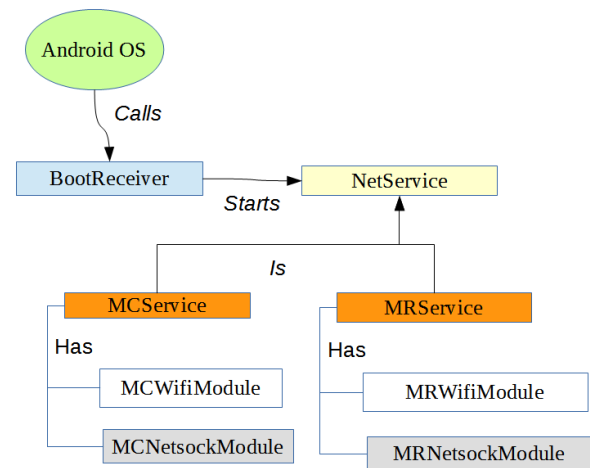 Android OS
Calls
BootReceiver
NetService
Starts
Is
MCService
MRService
Has
Has
MCWifiModule
MRWifiModule
MCNetsockModule
MRNetsockModule